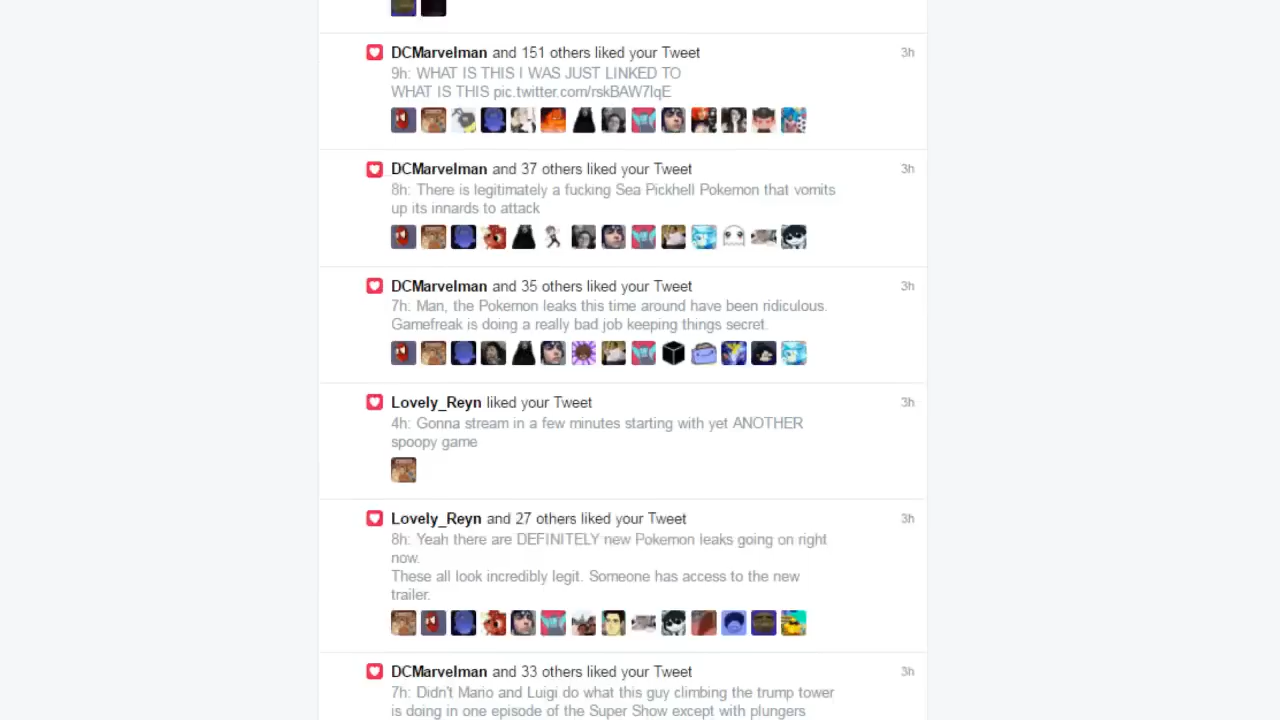 DCMarvelman and 151 others liked your Tweet 3h
9h: WHAT IS THIS I WAS JUST LINKED TO
WHAT IS THIS pic.twitter.com/rskBAW7lqE
DCMarvelman and 37 others liked your Tweet 3h
8h: There is legitimately a fucking Sea Pickhell Pokemon that vomits
up its innards to attack
DCMarvelman and 35 others liked your Tweet 3h
7h: Man, the Pokemon leaks this time around have been ridiculous.
Gamefreak is doing a really bad job keeping things secret.
Lovely_Reyn liked your Tweet 3h
4h: Gonna stream in a few minutes starting with yet ANOTHER
spoopy game
Lovely_Reyn and 27 others liked your Tweet 3h
8h: Yeah there are DEFINITELY new Pokemon leaks going on right
now.
These all look incredibly legit. Someone has access to the new
trailer.
DCMarvelman and 33 others liked your Tweet 3h
7h: Didn't Mario and Luigi do what this guy climbing the trump tower
is doing in one episode of the Super Show except with plungers